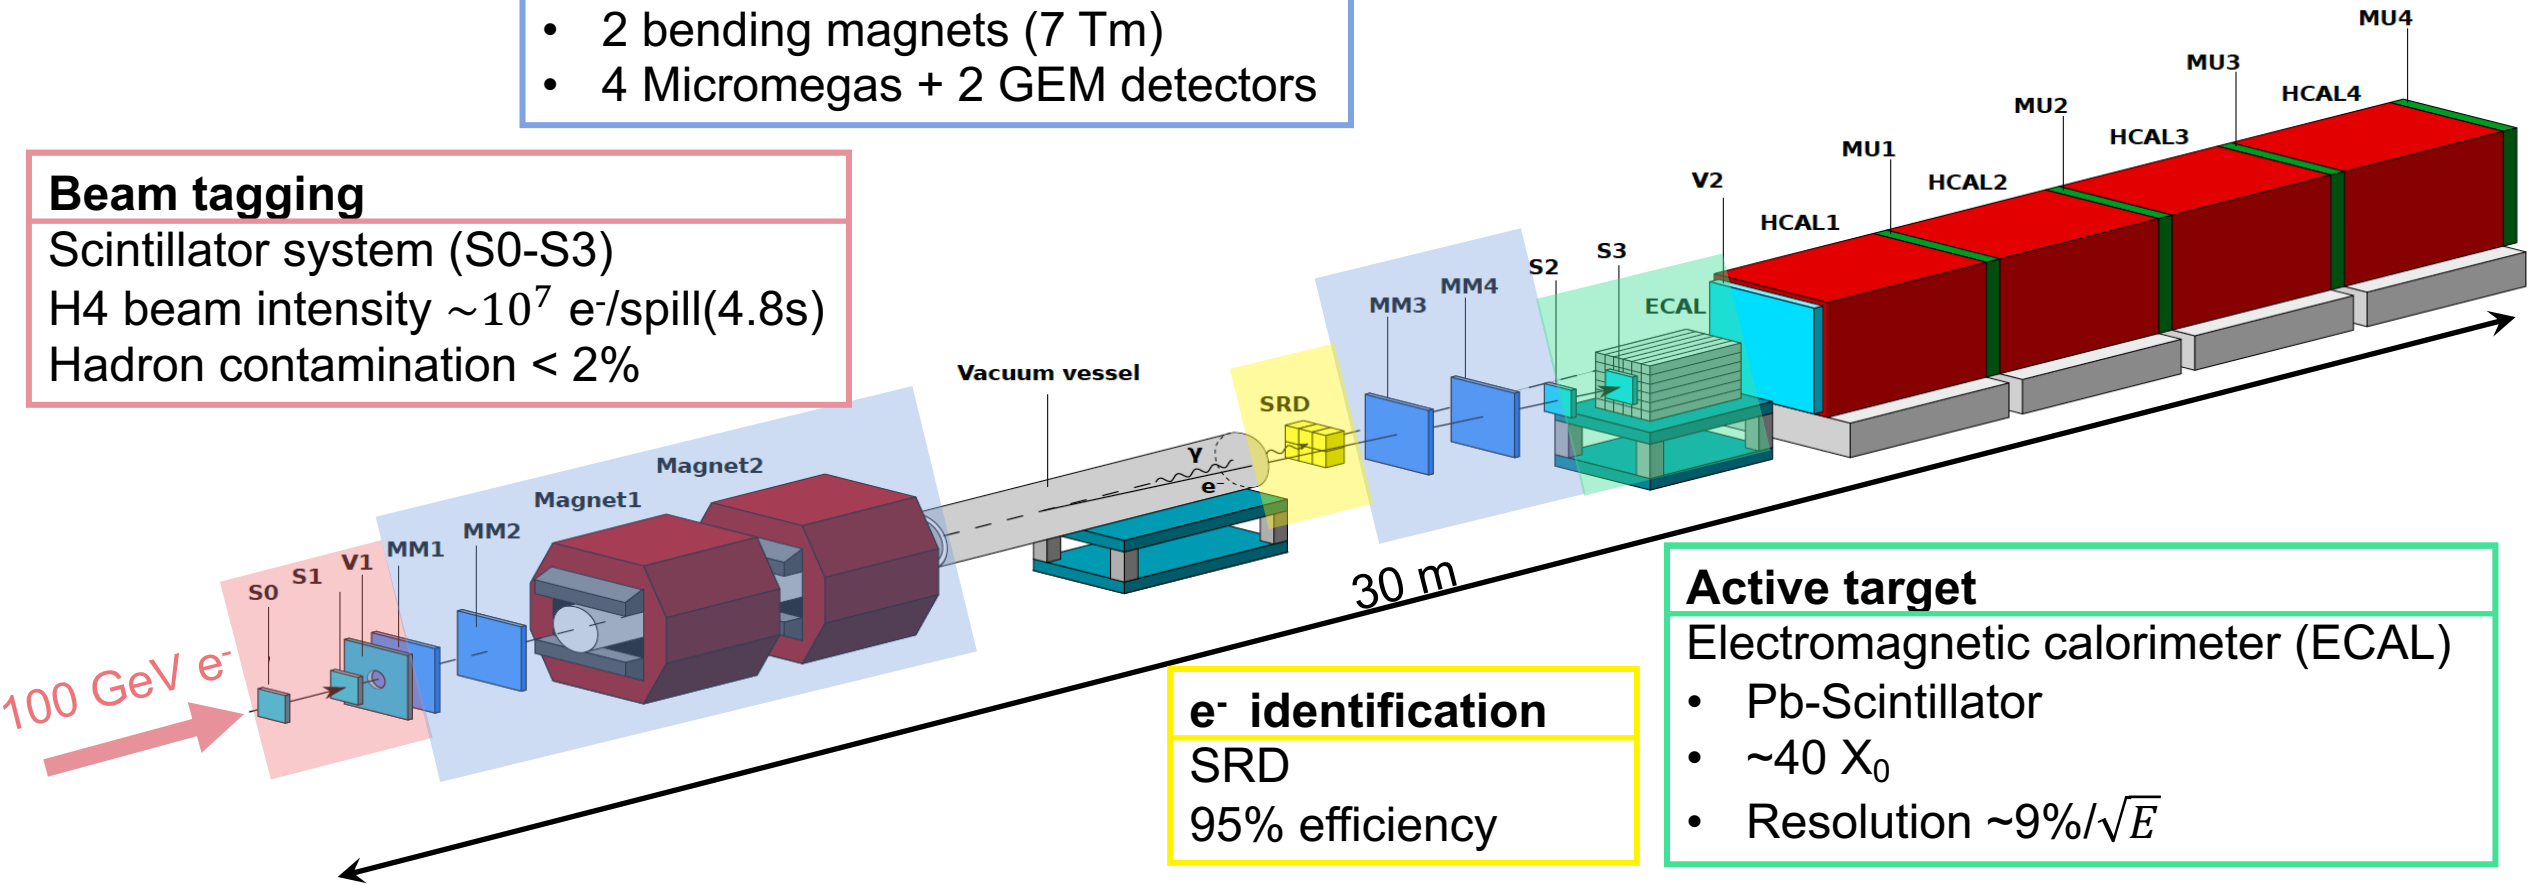 • 2 bending magnets (7 Tm)
• 4 Micromegas + 2 GEM detectors
Beam tagging
Scintillator system (S0-S3)
H4 beam intensity ~10⁷ e⁻/spill(4.8s)
Hadron contamination < 2%
100 GeV e⁻
S0
S1
V1
MM1
MM2
Magnet1
Magnet2
Vacuum vessel
γ
e⁻
SRD
MM3
MM4
S2
S3
ECAL
V2
HCAL1
MU1
HCAL2
MU2
HCAL3
MU3
HCAL4
MU4
30 m
e⁻ identification
SRD
95% efficiency
Active target
Electromagnetic calorimeter (ECAL)
• Pb-Scintillator
• ~40 X₀
• Resolution ~9%/√E